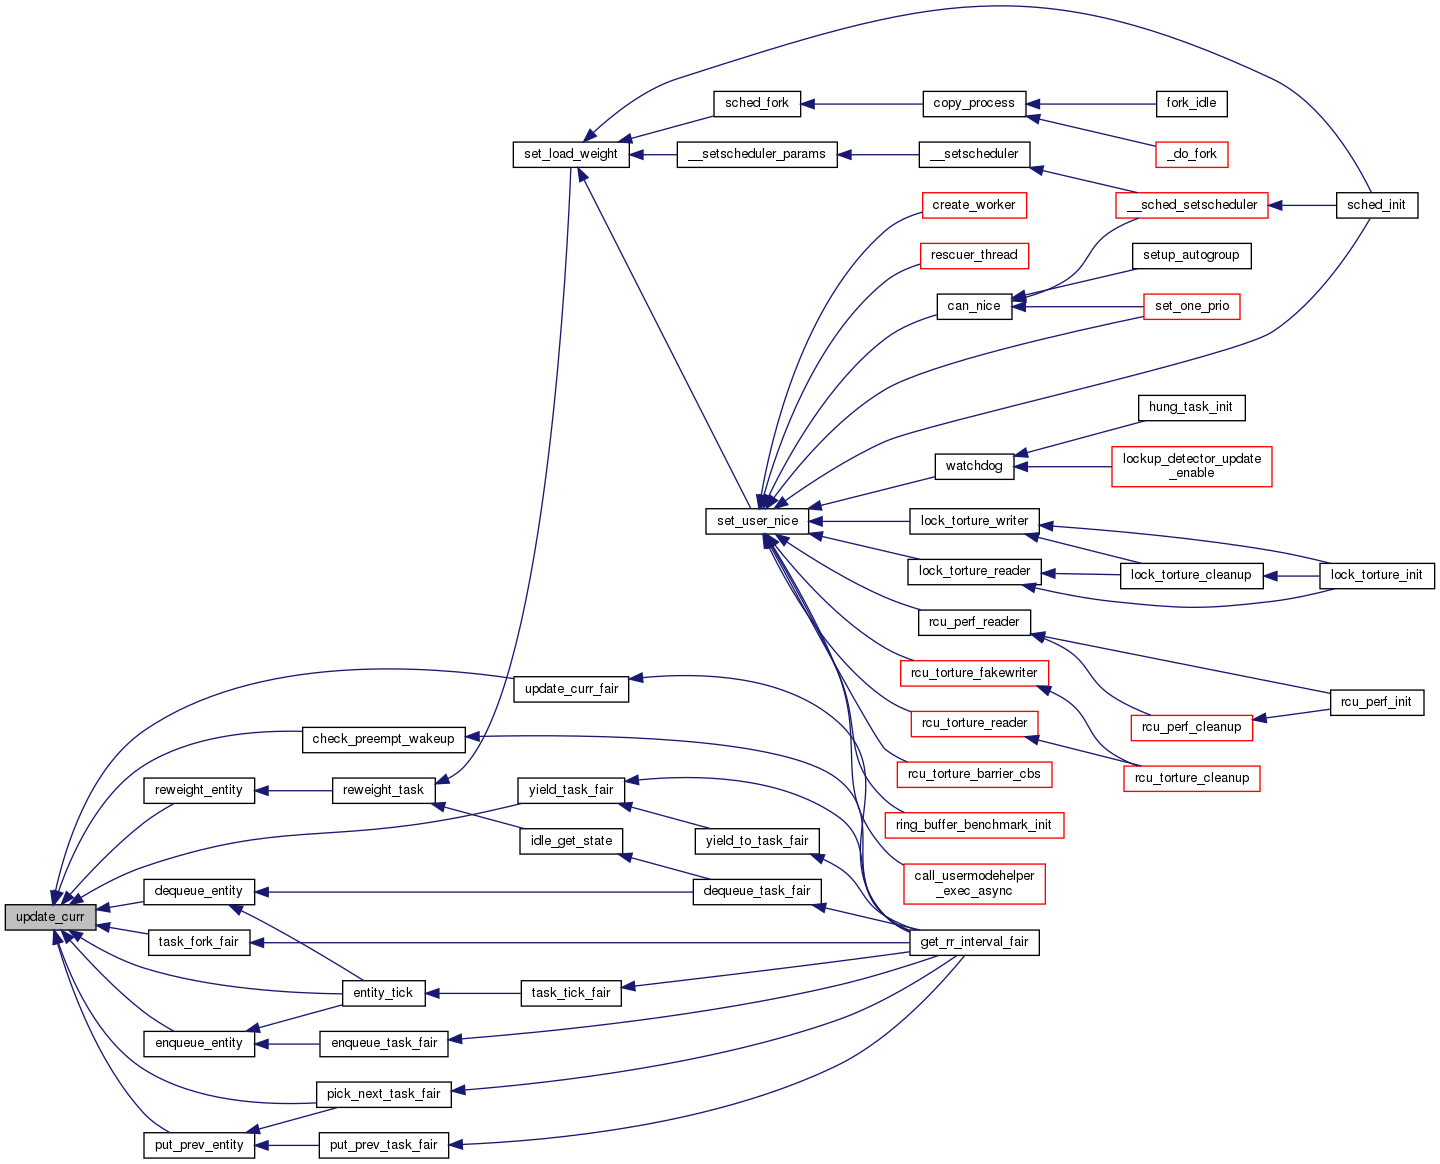 sched_fork
copy_process
fork_idle
set_load_weight
__setscheduler_params
__setscheduler
_do_fork
create_worker
__sched_setscheduler
sched_init
rescuer_thread
setup_autogroup
can_nice
set_one_prio
hung_task_init
watchdog
lockup_detector_update
_enable
set_user_nice
lock_torture_writer
lock_torture_reader
lock_torture_cleanup
lock_torture_init
rcu_perf_reader
rcu_torture_fakewriter
update_curr_fair
rcu_perf_init
rcu_torture_reader
rcu_perf_cleanup
check_preempt_wakeup
rcu_torture_barrier_cbs
rcu_torture_cleanup
reweight_entity
reweight_task
yield_task_fair
ring_buffer_benchmark_init
idle_get_state
yield_to_task_fair
call_usermodehelper
_exec_async
dequeue_entity
dequeue_task_fair
update_curr
task_fork_fair
get_rr_interval_fair
entity_tick
task_tick_fair
enqueue_entity
enqueue_task_fair
pick_next_task_fair
put_prev_entity
put_prev_task_fair